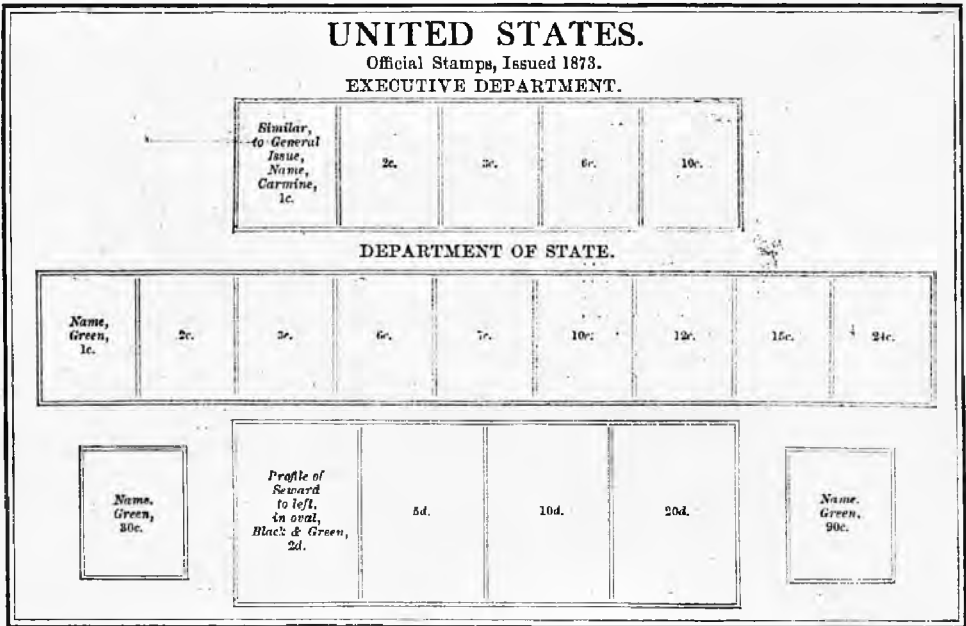 UNITED STATES.
Official Stamps, Issued 1873.
EXECUTIVE DEPARTMENT.
Similar,
to General
Issue,
Name,
Carmine,
1c.
2c.
3c.
6c.
10c.
DEPARTMENT OF STATE.
Name,
Green,
1c.
2c.
3c.
6c.
7c.
10c.
12c.
15c.
24c.
Name.
Green,
30c.
Profile of
Seward
to left,
in oval,
Black & Green,
2d.
5d.
10d.
20d.
Name.
Green,
90c.